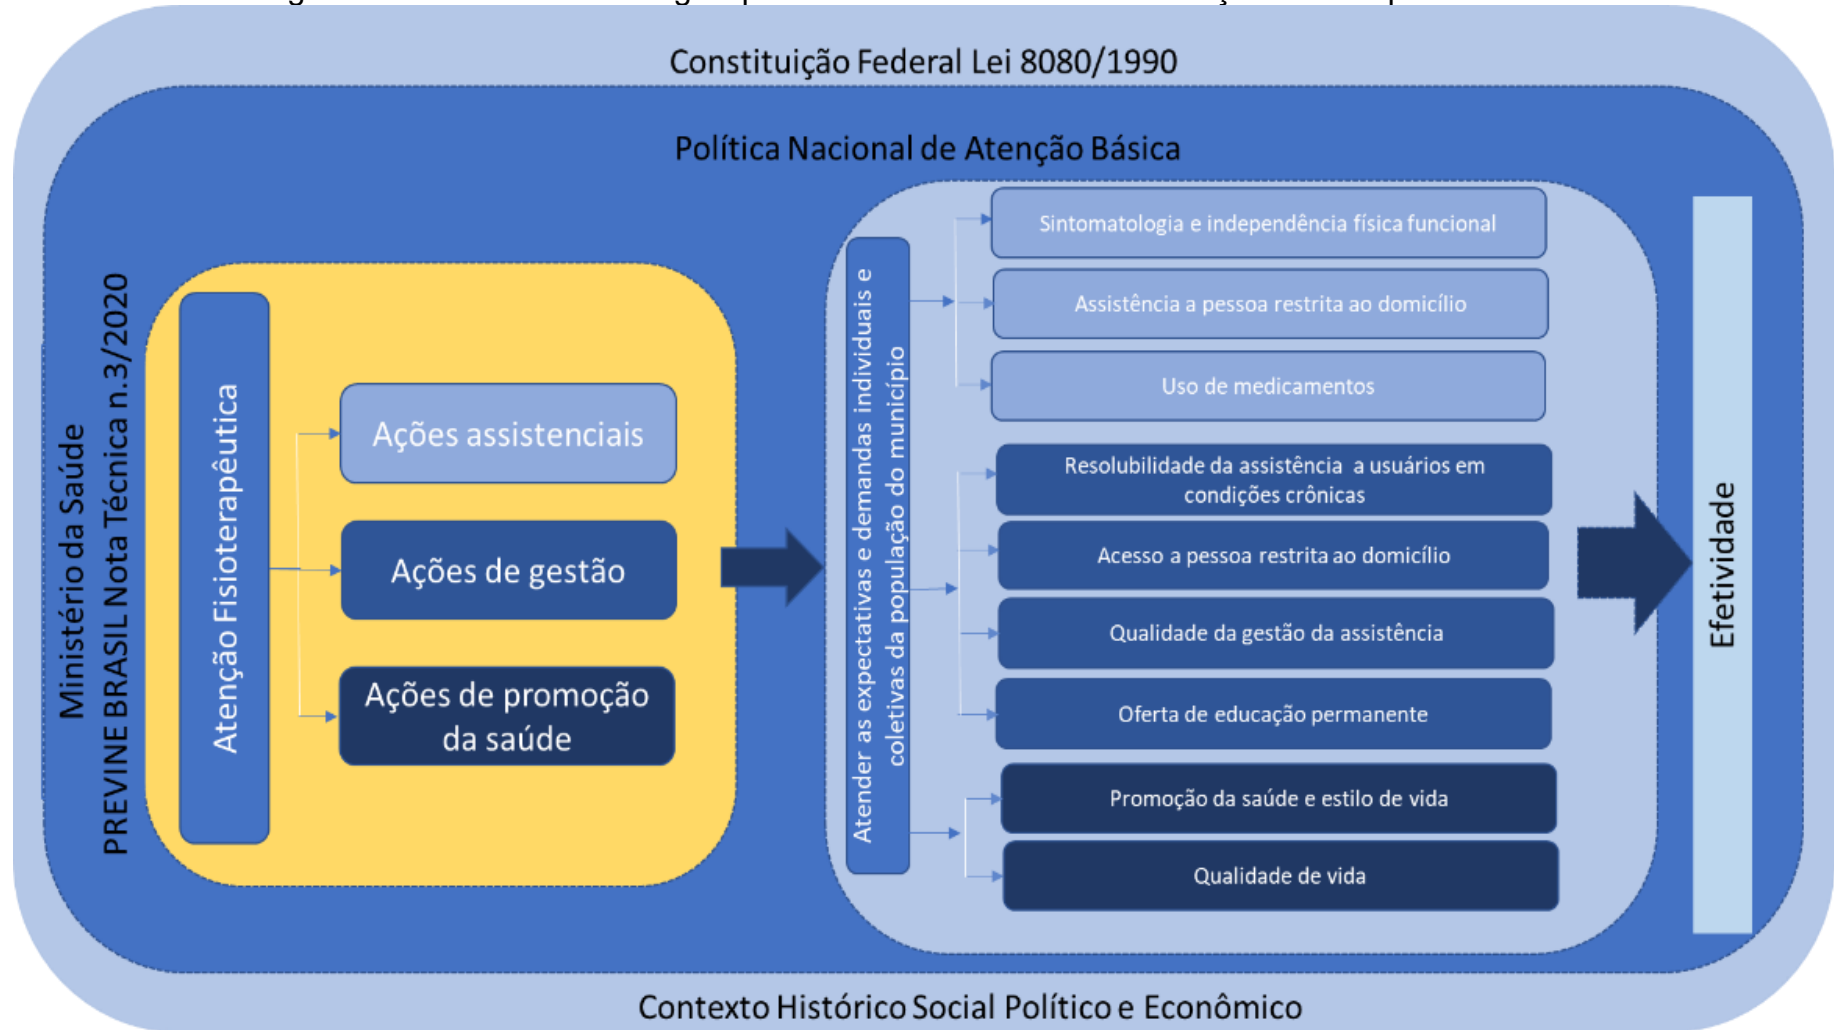 Constituição Federal Lei 8080/1990
Política Nacional de Atenção Básica
Ministério da Saúde
PREVINE BRASIL Nota Técnica n.3/2020
Atenção Fisioterapêutica
Ações assistenciais
Ações de gestão
Ações de promoção
da saúde
Atender as expectativas e demandas individuais e
coletivas da população do município
Sintomatologia e independência física funcional
Assistência a pessoa restrita ao domicílio
Uso de medicamentos
Resolubilidade da assistência a usuários em
condições crônicas
Acesso a pessoa restrita ao domicílio
Qualidade da gestão da assistência
Oferta de educação permanente
Promoção da saúde e estilo de vida
Qualidade de vida
Efetividade
Contexto Histórico Social Político e Econômico